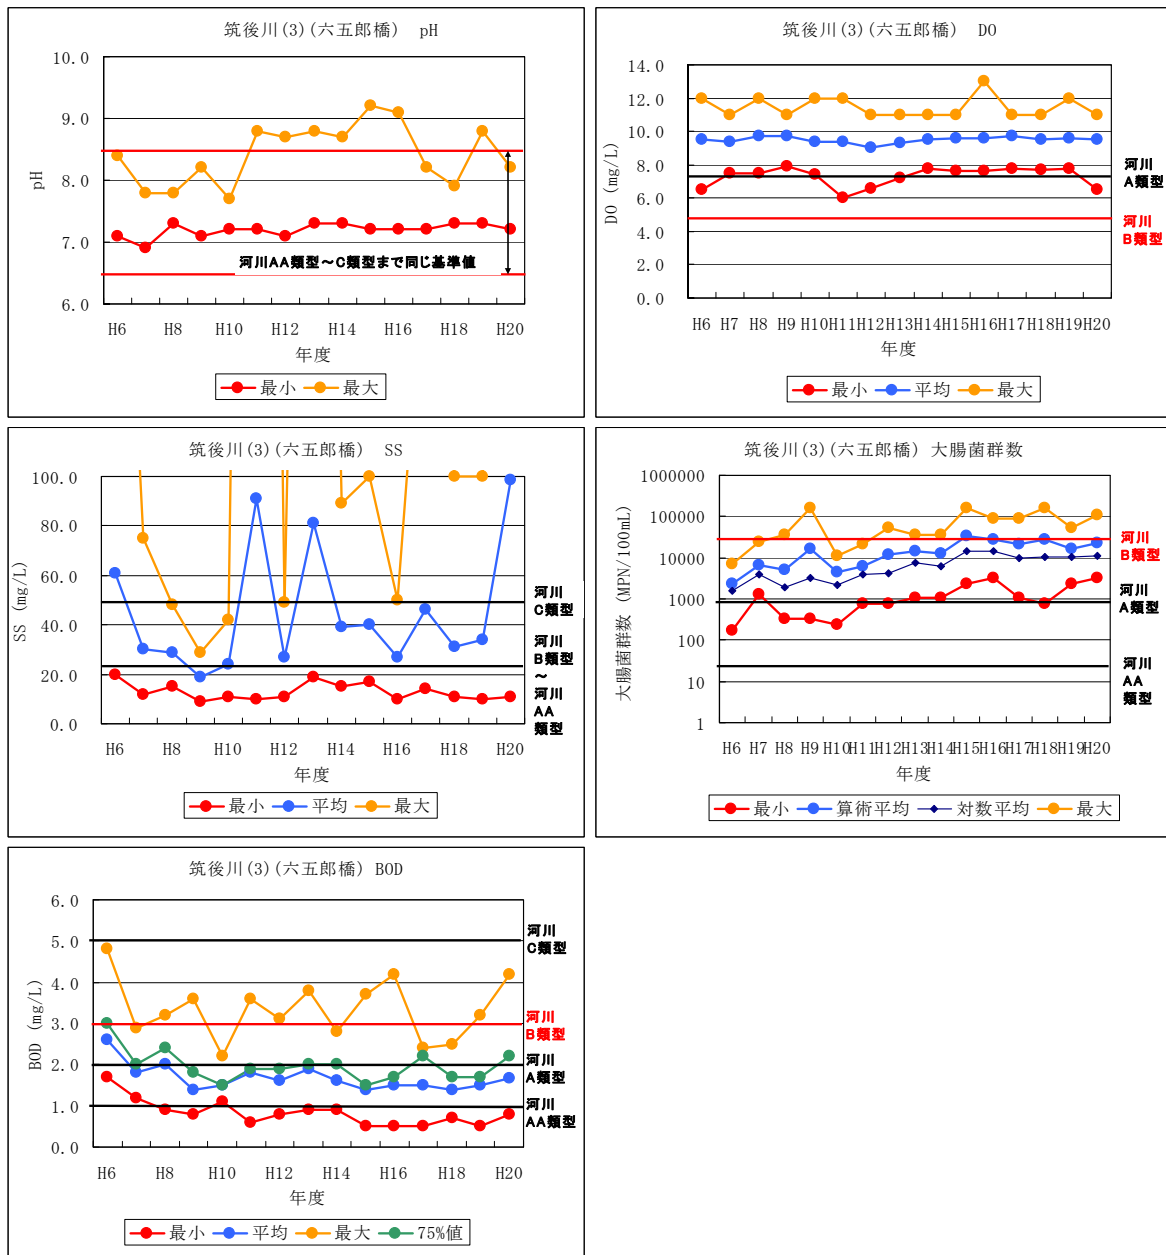 筑後川(3)(六五郎橋) pH
10.0
9.0
8.0
7.0
6.0
pH
河川AA類型～C類型まで同じ基準値
H6 H8 H10 H12 H14 H16 H18 H20
年度
最小 最大
筑後川(3)(六五郎橋) DO
14.0
12.0
10.0
8.0
6.0
4.0
2.0
0.0
DO (mg/L)
河川
A類型
河川
B類型
H6 H7 H8 H9 H10 H11 H12 H13 H14 H15 H16 H17 H18 H19 H20
年度
最小 平均 最大
筑後川(3)(六五郎橋) SS
100.0
80.0
60.0
40.0
20.0
0.0
SS (mg/L)
河川
C類型
河川
B類型
～
河川
AA
類型
H6 H8 H10 H12 H14 H16 H18 H20
年度
最小 平均 最大
筑後川(3)(六五郎橋) 大腸菌群数
1000000
100000
10000
1000
100
10
1
大腸菌群数 (MPN/100mL)
河川
B類型
河川
A類型
河川
AA
類型
H6 H7 H8 H9 H10 H11 H12 H13 H14 H15 H16 H17 H18 H19 H20
年度
最小 算術平均 対数平均 最大
筑後川(3)(六五郎橋) BOD
6.0
5.0
4.0
3.0
2.0
1.0
0.0
BOD (mg/L)
河川
C類型
河川
B類型
河川
A類型
河川
AA類型
H6 H8 H10 H12 H14 H16 H18 H20
年度
最小 平均 最大 75%値